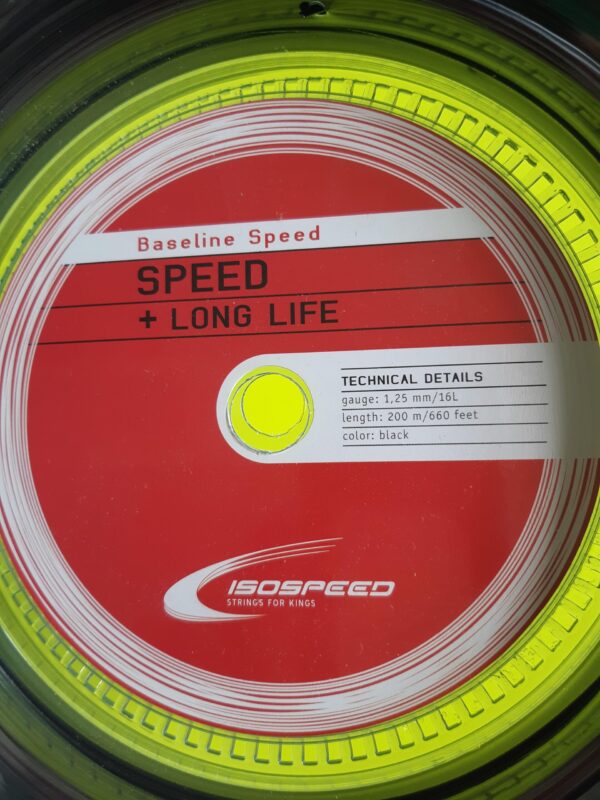 Baseline Speed
SPEED
+ LONG LIFE
TECHNICAL DETAILS
gauge: 1,25 mm/16L
length: 200 m/660 feet
color: black
ISOSPEED
STRINGS FOR KINGS